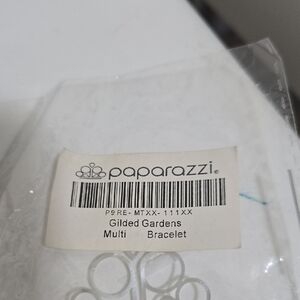 paparazzi®
P9RE-MTXX-111XX
Gilded Gardens
Multi Bracelet